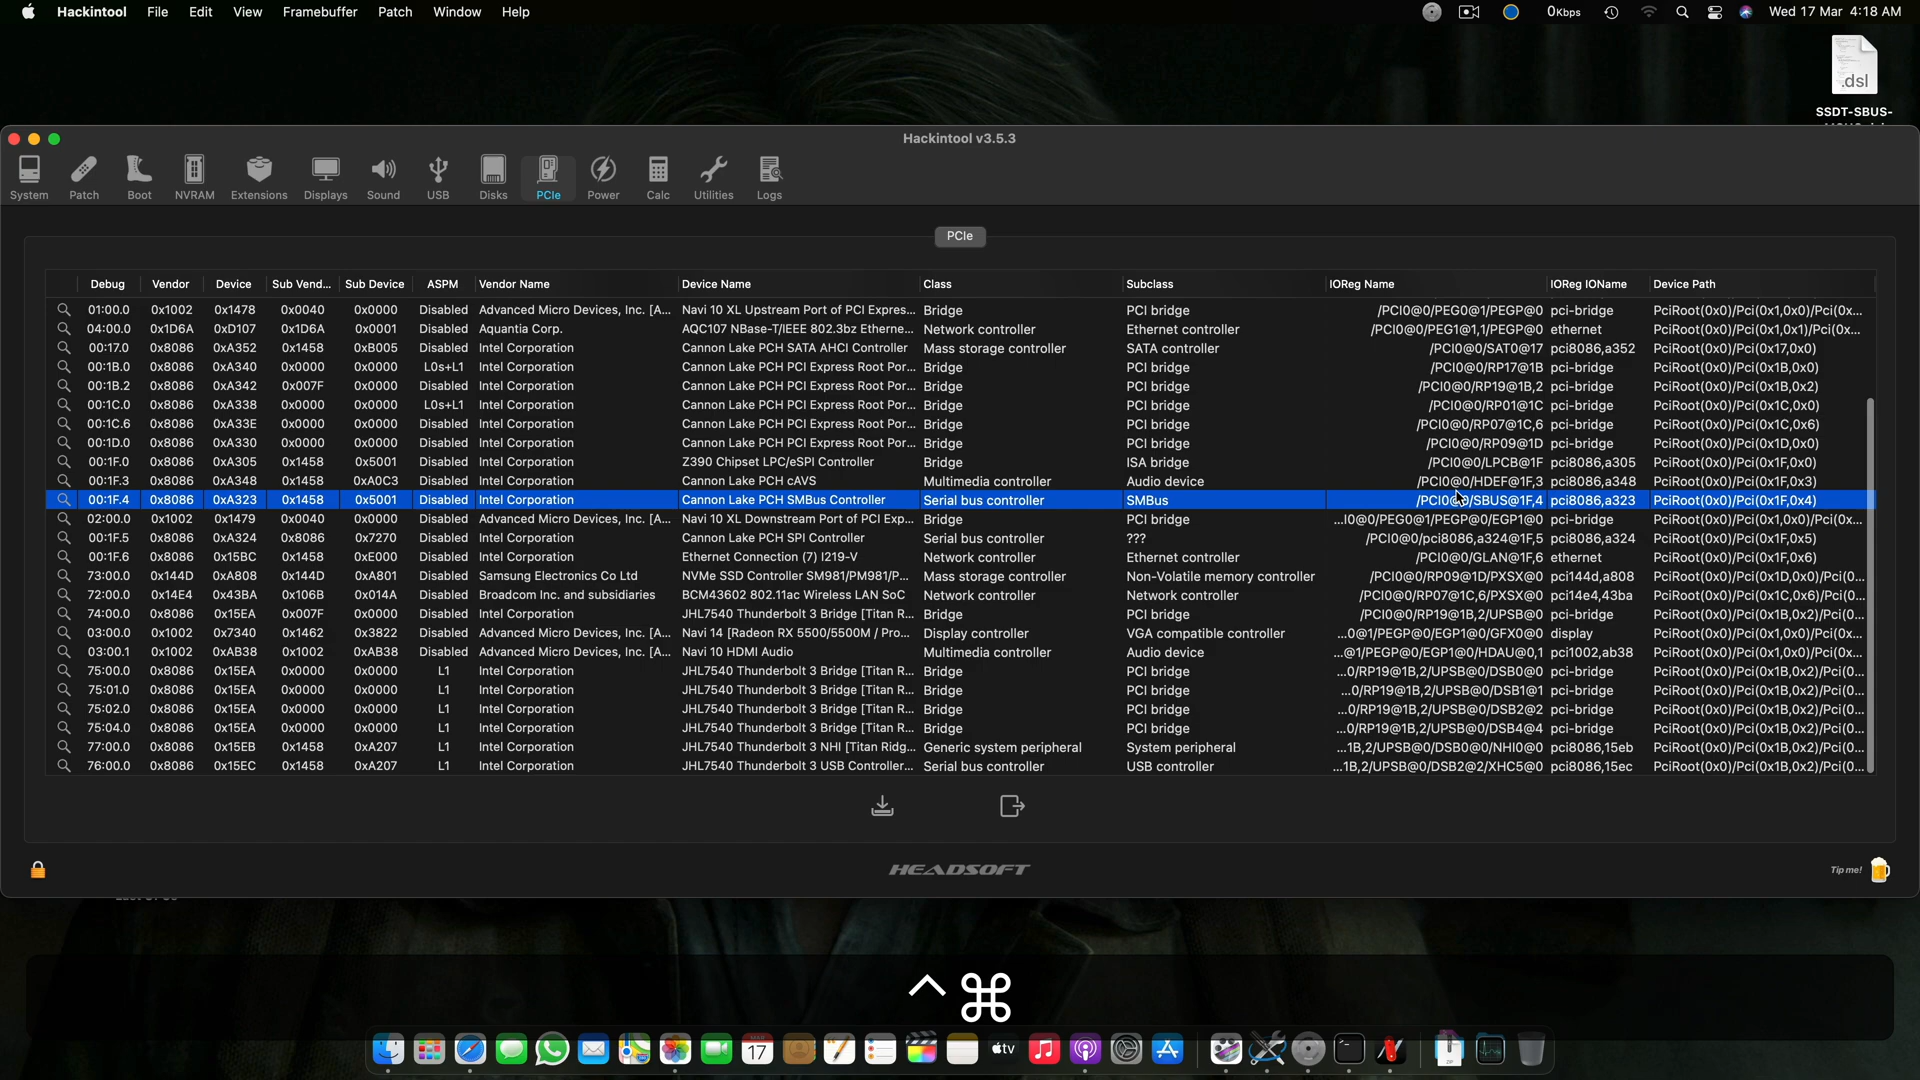 Hackintool File Edit View Framebuffer Patch Window Help 0Kbps Wed 17 Mar 4:18 AM
.dsl
SSDT-SBUS-
Hackintool v3.5.3
System Patch Boot NVRAM Extensions Displays Sound USB Disks PCIe Power Calc Utilities Logs
PCIe
Debug Vendor Device Sub Vend... Sub Device ASPM Vendor Name Device Name Class Subclass IOReg Name IOReg IOName Device Path
01:00.0 0x1002 0x1478 0x0040 0x0000 Disabled Advanced Micro Devices, Inc. [A... Navi 10 XL Upstream Port of PCI Expres... Bridge PCI bridge /PCI0@0/PEG0@1/PEGP@0 pci-bridge PciRoot(0x0)/Pci(0x1,0x0)/Pci(0x...
04:00.0 0x1D6A 0xD107 0x1D6A 0x0001 Disabled Aquantia Corp. AQC107 NBase-T/IEEE 802.3bz Etherne... Network controller Ethernet controller /PCI0@0/PEG1@1,1/PEGP@0 ethernet PciRoot(0x0)/Pci(0x1,0x1)/Pci(0x...
00:17.0 0x8086 0xA352 0x1458 0xB005 Disabled Intel Corporation Cannon Lake PCH SATA AHCI Controller Mass storage controller SATA controller /PCI0@0/SAT0@17 pci8086,a352 PciRoot(0x0)/Pci(0x17,0x0)
00:1B.0 0x8086 0xA340 0x0000 0x0000 L0s+L1 Intel Corporation Cannon Lake PCH PCI Express Root Por... Bridge PCI bridge /PCI0@0/RP17@1B pci-bridge PciRoot(0x0)/Pci(0x1B,0x0)
00:1B.2 0x8086 0xA342 0x007F 0x0000 Disabled Intel Corporation Cannon Lake PCH PCI Express Root Por... Bridge PCI bridge /PCI0@0/RP19@1B,2 pci-bridge PciRoot(0x0)/Pci(0x1B,0x2)
00:1C.0 0x8086 0xA338 0x0000 0x0000 L0s+L1 Intel Corporation Cannon Lake PCH PCI Express Root Por... Bridge PCI bridge /PCI0@0/RP01@1C pci-bridge PciRoot(0x0)/Pci(0x1C,0x0)
00:1C.6 0x8086 0xA33E 0x0000 0x0000 Disabled Intel Corporation Cannon Lake PCH PCI Express Root Por... Bridge PCI bridge /PCI0@0/RP07@1C,6 pci-bridge PciRoot(0x0)/Pci(0x1C,0x6)
00:1D.0 0x8086 0xA330 0x0000 0x0000 Disabled Intel Corporation Cannon Lake PCH PCI Express Root Por... Bridge PCI bridge /PCI0@0/RP09@1D pci-bridge PciRoot(0x0)/Pci(0x1D,0x0)
00:1F.0 0x8086 0xA305 0x1458 0x5001 Disabled Intel Corporation Z390 Chipset LPC/eSPI Controller Bridge ISA bridge /PCI0@0/LPCB@1F pci8086,a305 PciRoot(0x0)/Pci(0x1F,0x0)
00:1F.3 0x8086 0xA348 0x1458 0xA0C3 Disabled Intel Corporation Cannon Lake PCH cAVS Multimedia controller Audio device /PCI0@0/HDEF@1F,3 pci8086,a348 PciRoot(0x0)/Pci(0x1F,0x3)
00:1F.4 0x8086 0xA323 0x1458 0x5001 Disabled Intel Corporation Cannon Lake PCH SMBus Controller Serial bus controller SMBus /PCI0@0/SBUS@1F,4 pci8086,a323 PciRoot(0x0)/Pci(0x1F,0x4)
02:00.0 0x1002 0x1479 0x0040 0x0000 Disabled Advanced Micro Devices, Inc. [A... Navi 10 XL Downstream Port of PCI Exp... Bridge PCI bridge ...I0@0/PEG0@1/PEGP@0/EGP1@0 pci-bridge PciRoot(0x0)/Pci(0x1,0x0)/Pci(0x...
00:1F.5 0x8086 0xA324 0x8086 0x7270 Disabled Intel Corporation Cannon Lake PCH SPI Controller Serial bus controller ??? /PCI0@0/pci8086,a324@1F,5 pci8086,a324 PciRoot(0x0)/Pci(0x1F,0x5)
00:1F.6 0x8086 0x15BC 0x1458 0xE000 Disabled Intel Corporation Ethernet Connection (7) I219-V Network controller Ethernet controller /PCI0@0/GLAN@1F,6 ethernet PciRoot(0x0)/Pci(0x1F,0x6)
73:00.0 0x144D 0xA808 0x144D 0xA801 Disabled Samsung Electronics Co Ltd NVMe SSD Controller SM981/PM981/P... Mass storage controller Non-Volatile memory controller /PCI0@0/RP09@1D/PXSX@0 pci144d,a808 PciRoot(0x0)/Pci(0x1D,0x0)/Pci(0...
72:00.0 0x14E4 0x43BA 0x106B 0x014A Disabled Broadcom Inc. and subsidiaries BCM43602 802.11ac Wireless LAN SoC Network controller Network controller /PCI0@0/RP07@1C,6/PXSX@0 pci14e4,43ba PciRoot(0x0)/Pci(0x1C,0x6)/Pci(0...
74:00.0 0x8086 0x15EA 0x007F 0x0000 Disabled Intel Corporation JHL7540 Thunderbolt 3 Bridge [Titan R... Bridge PCI bridge /PCI0@0/RP19@1B,2/UPSB@0 pci-bridge PciRoot(0x0)/Pci(0x1B,0x2)/Pci(0...
03:00.0 0x1002 0x7340 0x1462 0x3822 Disabled Advanced Micro Devices, Inc. [A... Navi 14 [Radeon RX 5500/5500M / Pro... Display controller VGA compatible controller ...0@1/PEGP@0/EGP1@0/GFX0@0 display PciRoot(0x0)/Pci(0x1,0x0)/Pci(0x...
03:00.1 0x1002 0xAB38 0x1002 0xAB38 Disabled Advanced Micro Devices, Inc. [A... Navi 10 HDMI Audio Multimedia controller Audio device ...@1/PEGP@0/EGP1@0/HDAU@0,1 pci1002,ab38 PciRoot(0x0)/Pci(0x1,0x0)/Pci(0x...
75:00.0 0x8086 0x15EA 0x0000 0x0000 L1 Intel Corporation JHL7540 Thunderbolt 3 Bridge [Titan R... Bridge PCI bridge ...0/RP19@1B,2/UPSB@0/DSB0@0 pci-bridge PciRoot(0x0)/Pci(0x1B,0x2)/Pci(0...
75:01.0 0x8086 0x15EA 0x0000 0x0000 L1 Intel Corporation JHL7540 Thunderbolt 3 Bridge [Titan R... Bridge PCI bridge ...0/RP19@1B,2/UPSB@0/DSB1@1 pci-bridge PciRoot(0x0)/Pci(0x1B,0x2)/Pci(0...
75:02.0 0x8086 0x15EA 0x0000 0x0000 L1 Intel Corporation JHL7540 Thunderbolt 3 Bridge [Titan R... Bridge PCI bridge ...0/RP19@1B,2/UPSB@0/DSB2@2 pci-bridge PciRoot(0x0)/Pci(0x1B,0x2)/Pci(0...
75:04.0 0x8086 0x15EA 0x0000 0x0000 L1 Intel Corporation JHL7540 Thunderbolt 3 Bridge [Titan R... Bridge PCI bridge ...0/RP19@1B,2/UPSB@0/DSB4@4 pci-bridge PciRoot(0x0)/Pci(0x1B,0x2)/Pci(0...
77:00.0 0x8086 0x15EB 0x1458 0xA207 L1 Intel Corporation JHL7540 Thunderbolt 3 NHI [Titan Ridg... Generic system peripheral System peripheral ...1B,2/UPSB@0/DSB0@0/NHI0@0 pci8086,15eb PciRoot(0x0)/Pci(0x1B,0x2)/Pci(0...
76:00.0 0x8086 0x15EC 0x1458 0xA207 L1 Intel Corporation JHL7540 Thunderbolt 3 USB Controller... Serial bus controller USB controller ...1B,2/UPSB@0/DSB2@2/XHC5@0 pci8086,15ec PciRoot(0x0)/Pci(0x1B,0x2)/Pci(0...
HEADSOFT
Tip me!
^ ⌘
MAR
17
tv
ZIP